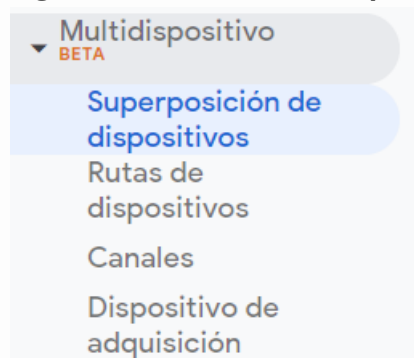 Multidispositivo
BETA
Superposición de
dispositivos
Rutas de
dispositivos
Canales
Dispositivo de
adquisición